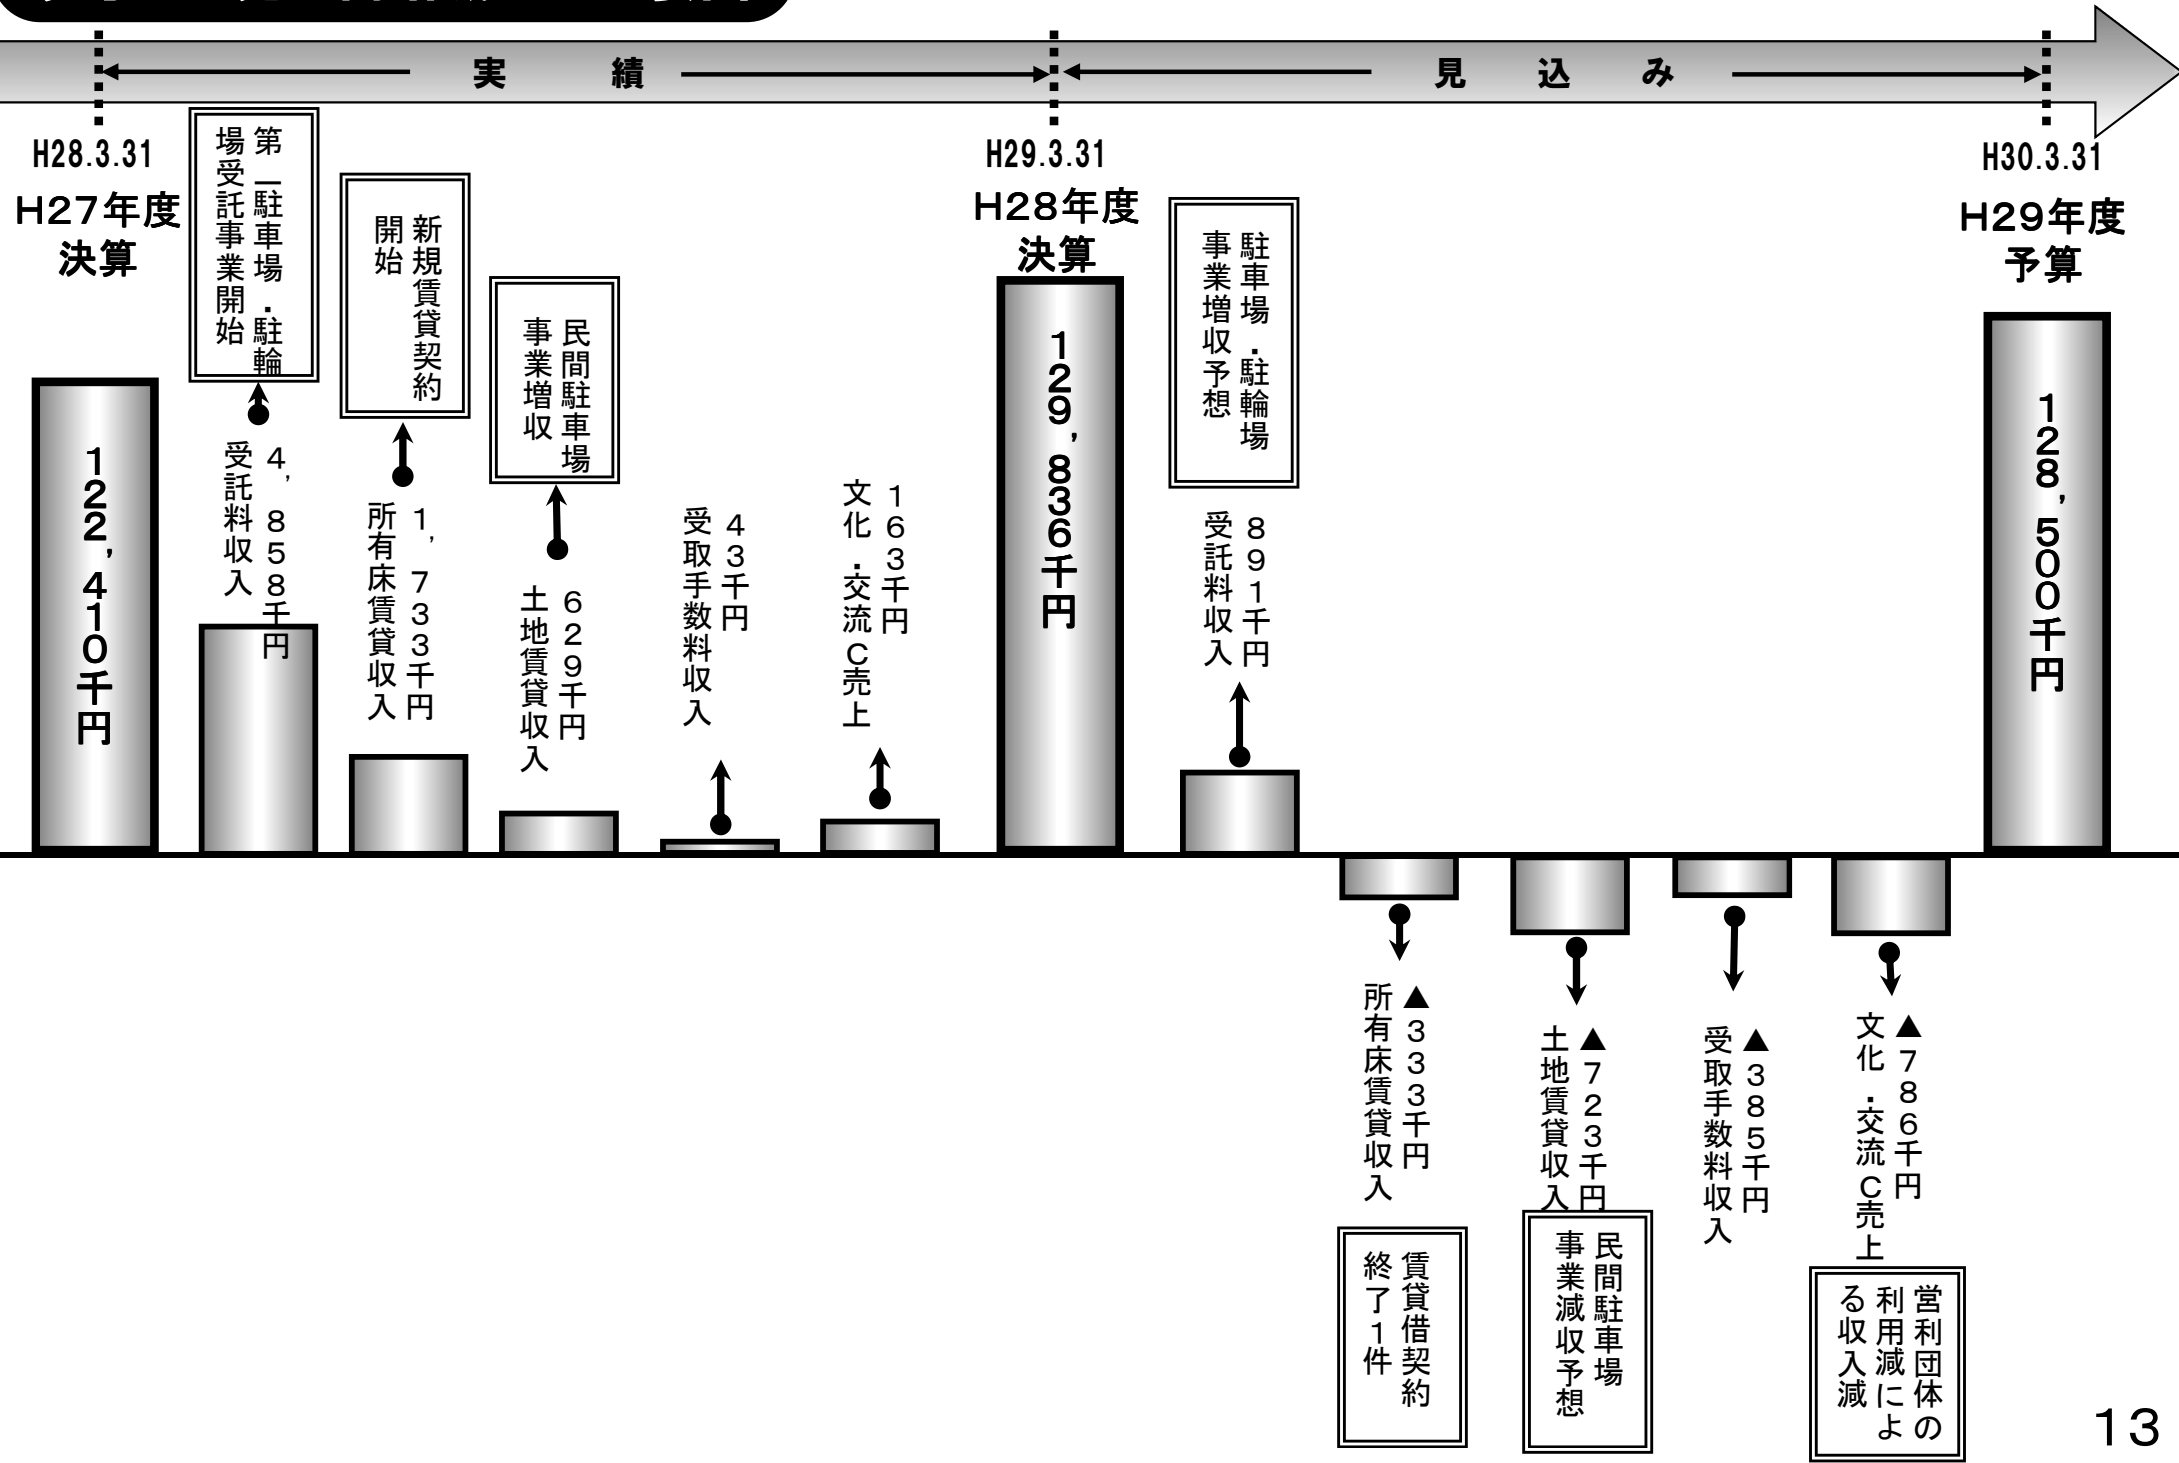 実績
見込み
H28.3.31
H27年度
決算
122,410千円
第一駐車場・駐輪
場受託事業開始
4,858千円
受託料収入
新規賃貸契約
開始
1,733千円
所有床賃貸収入
民間駐車場
事業増収
629千円
土地賃貸収入
43千円
受取手数料収入
163千円
文化・交流C売上
H29.3.31
H28年度
決算
129,836千円
駐車場・駐輪場
事業増収予想
891千円
受託料収入
▲333千円
所有床賃貸収入
賃貸借契約
終了1件
▲723千円
土地賃貸収入
民間駐車場
事業減収予想
▲385千円
受取手数料収入
▲786千円
文化・交流C売上
営利団体の
利用減によ
る収入減
H30.3.31
H29年度
予算
128,500千円
13